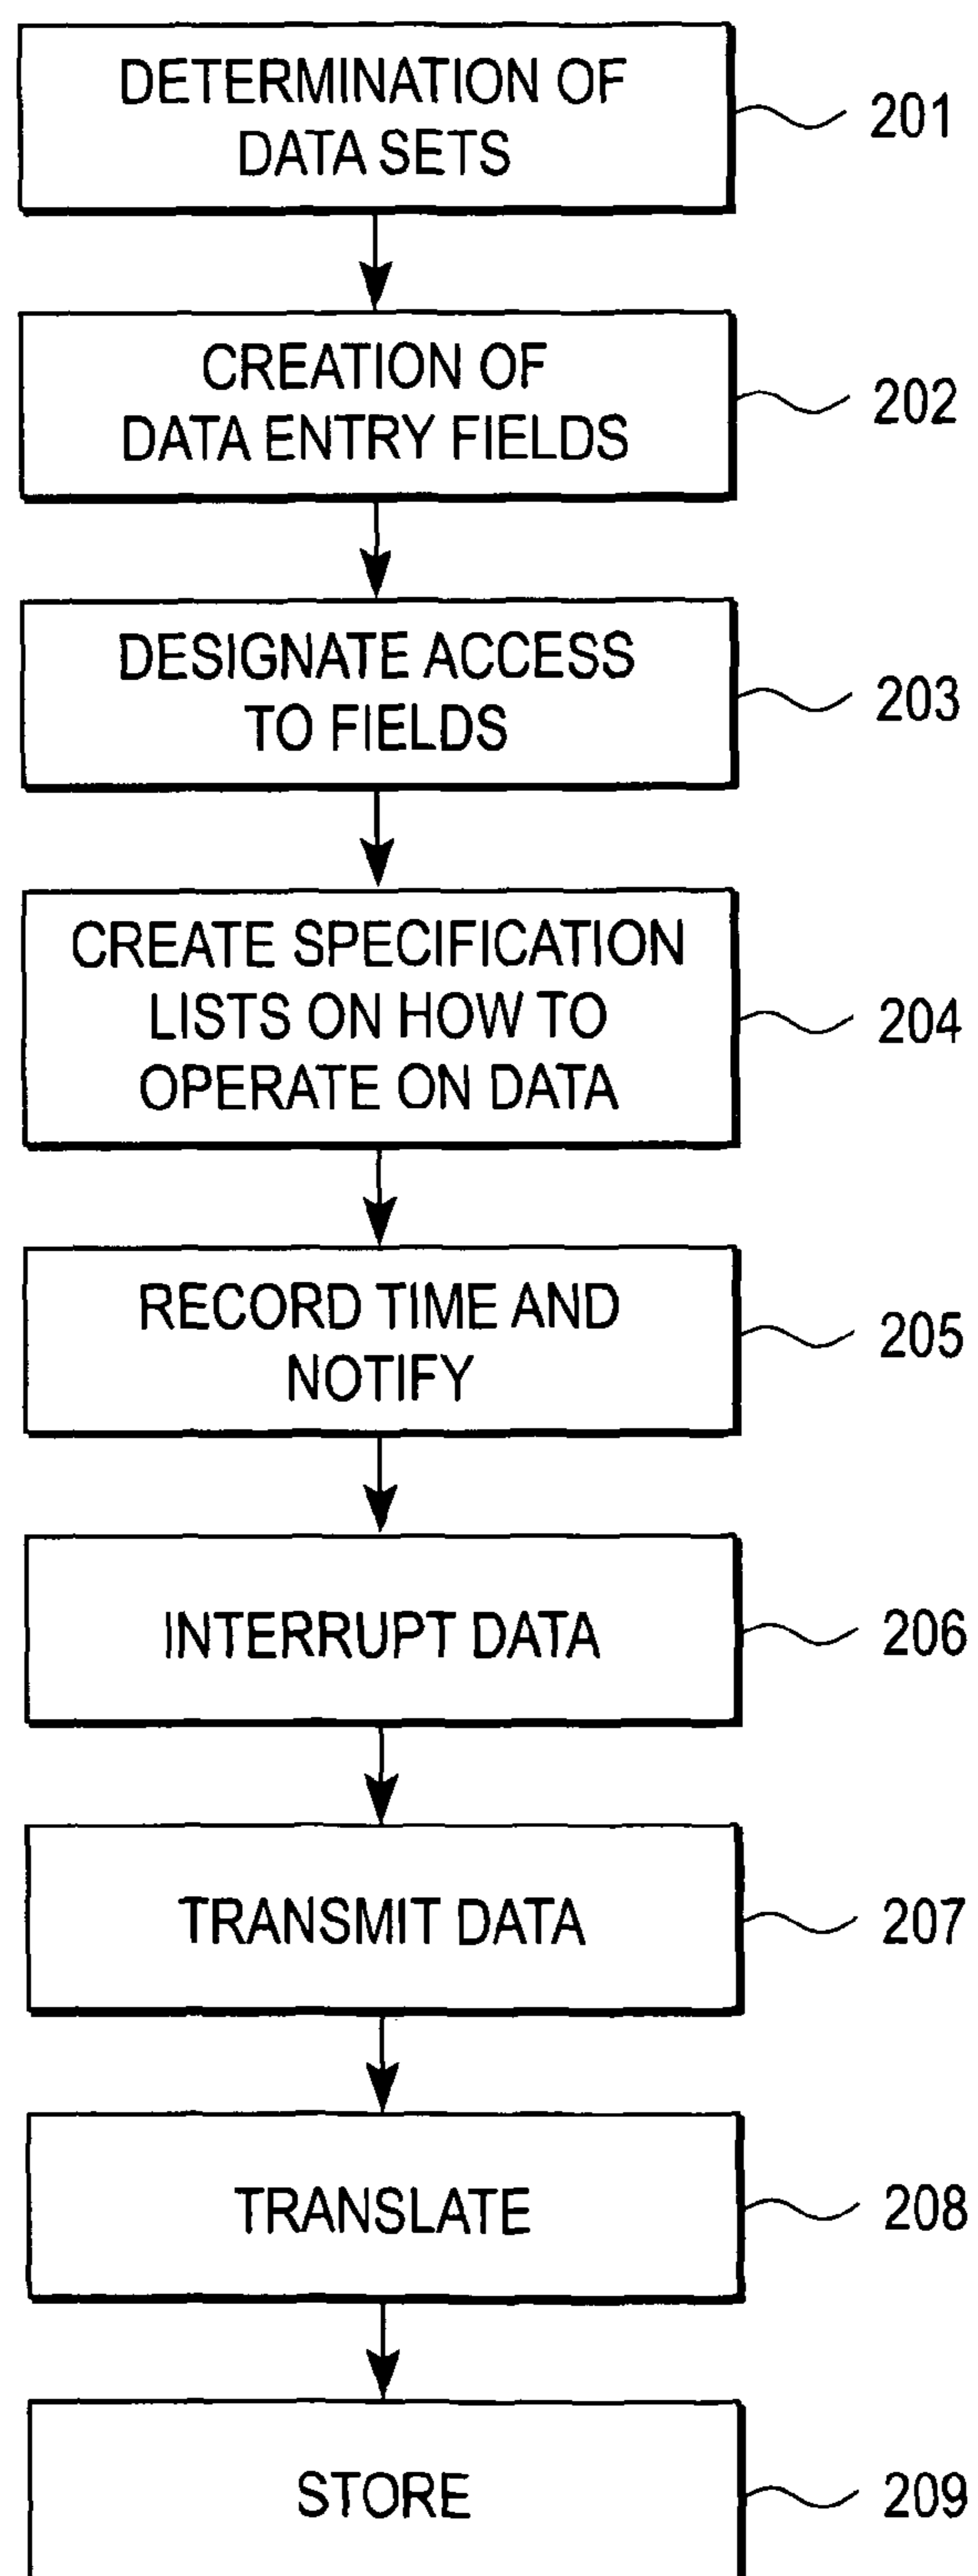 DETERMINATION OF
DATA SETS
201
CREATION OF
DATA ENTRY FIELDS
202
DESIGNATE ACCESS
TO FIELDS
203
CREATE SPECIFICATION
LISTS ON HOW TO
OPERATE ON DATA
204
RECORD TIME AND
NOTIFY
205
INTERRUPT DATA
206
TRANSMIT DATA
207
TRANSLATE
208
STORE
209